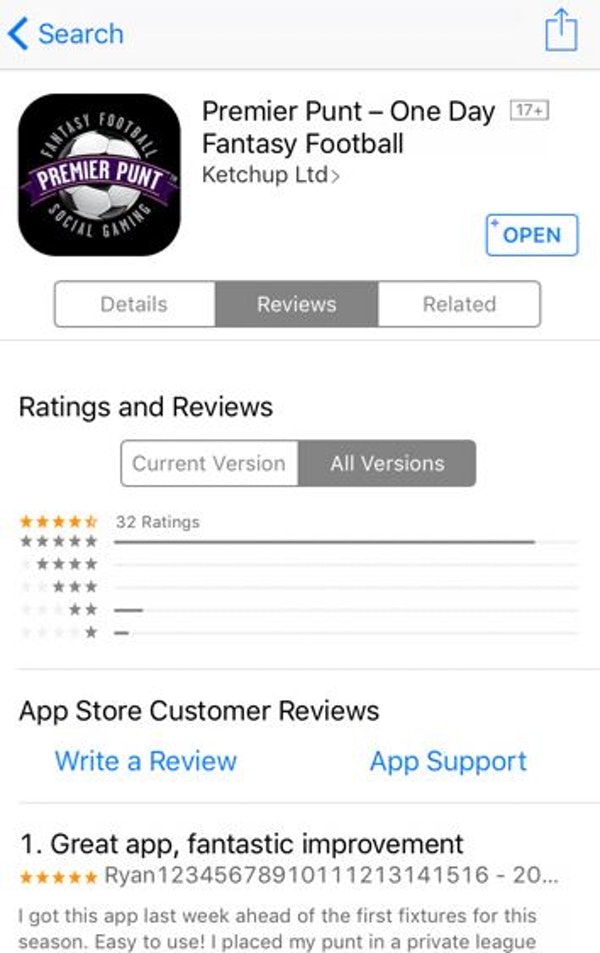 Search
Premier Punt – One Day 17+
Fantasy Football
Ketchup Ltd>
FANTASY FOOTBALL
PREMIER PUNT™
SOCIAL GAMING
+ OPEN
Details Reviews Related
Ratings and Reviews
Current Version All Versions
★★★★⯪ 32 Ratings
★★★★★
★★★★
★★★
★★
★
App Store Customer Reviews
Write a Review App Support
1. Great app, fantastic improvement
★★★★★ Ryan12345678910111213141516 - 20...
I got this app last week ahead of the first fixtures for this
season. Easy to use! I placed my punt in a private league